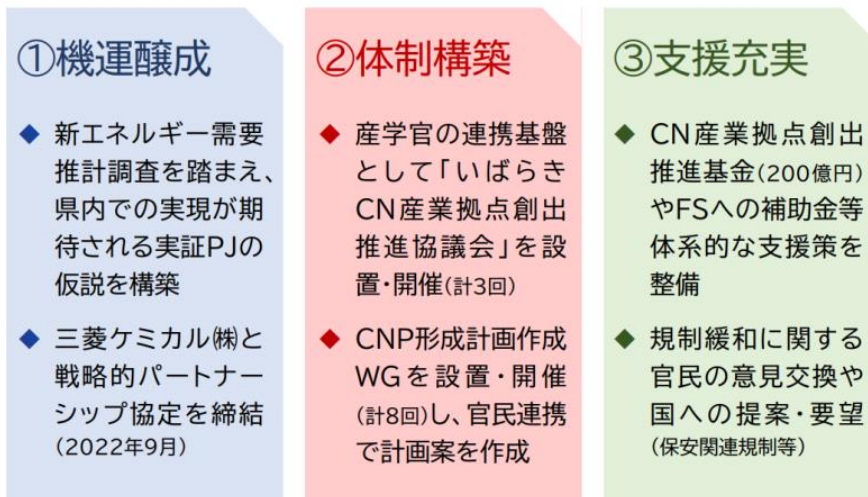 ①機運醸成
◆ 新エネルギー需要
推計調査を踏まえ、
県内での実現が期
待される実証PJの
仮説を構築
◆ 三菱ケミカル㈱と
戦略的パートナー
シップ協定を締結
(2022年9月)
②体制構築
◆ 産学官の連携基盤
として「いばらき
CN産業拠点創出
推進協議会」を設
置・開催(計3回)
◆ CNP形成計画作成
WGを設置・開催
(計8回)し、官民連携
で計画案を作成
③支援充実
◆ CN産業拠点創出
推進基金(200億円)
やFSへの補助金等
体系的な支援策を
整備
◆ 規制緩和に関する
官民の意見交換や
国への提案・要望
(保安関連規制等)